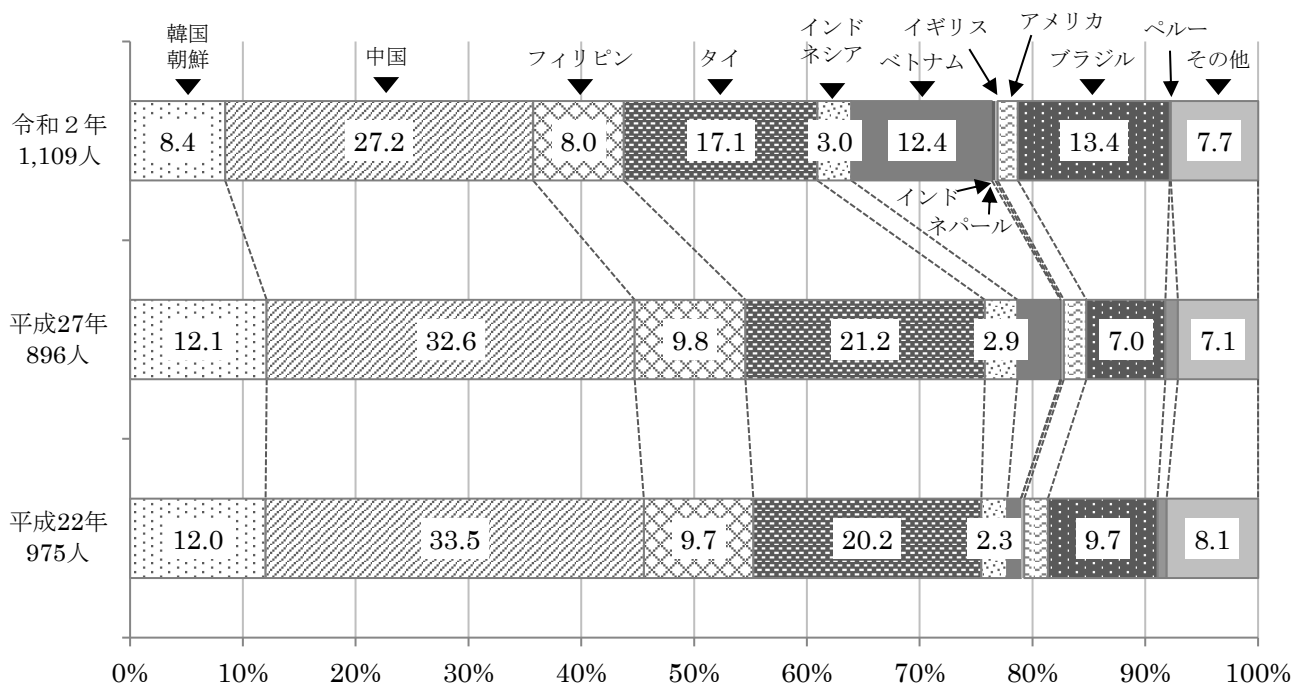 韓国
朝鮮
中国
フィリピン
タイ
インド
ネシア
ベトナム
イギリス
アメリカ
ブラジル
ペルー
その他
令和２年
1,109人
8.4
27.2
8.0
17.1
3.0
12.4
13.4
7.7
インド
ネパール
平成27年
896人
12.1
32.6
9.8
21.2
2.9
7.0
7.1
平成22年
975人
12.0
33.5
9.7
20.2
2.3
9.7
8.1
0%
10%
20%
30%
40%
50%
60%
70%
80%
90%
100%